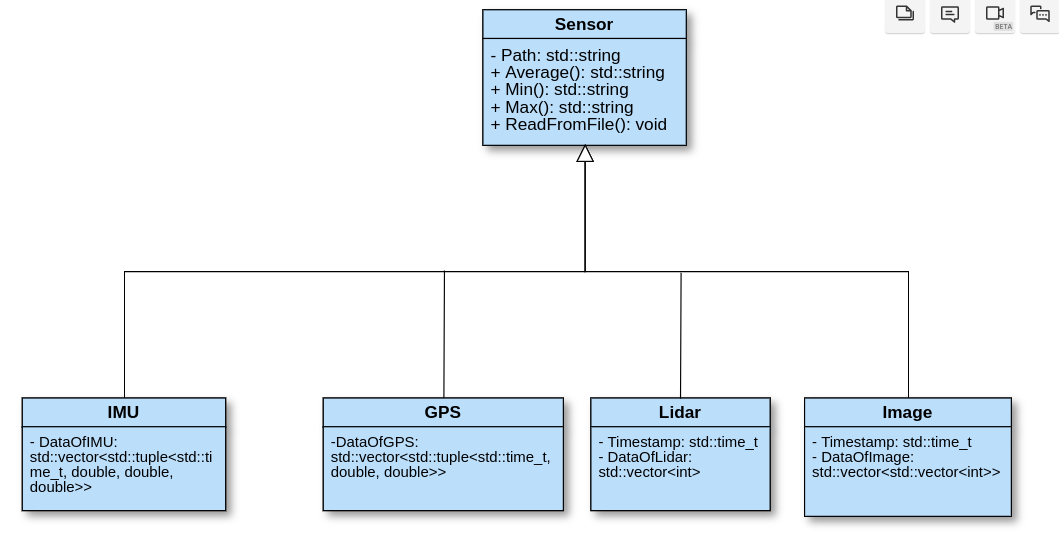 BETA
Sensor
- Path: std::string
+ Average(): std::string
+ Min(): std::string
+ Max(): std::string
+ ReadFromFile(): void
IMU
- DataOfIMU:
std::vector<std::tuple<std::ti
me_t, double, double,
double>>
GPS
-DataOfGPS:
std::vector<std::tuple<std::time_t,
double, double>>
Lidar
- Timestamp: std::time_t
- DataOfLidar:
std::vector<int>
Image
- Timestamp: std::time_t
- DataOfImage:
std::vector<std::vector<int>>